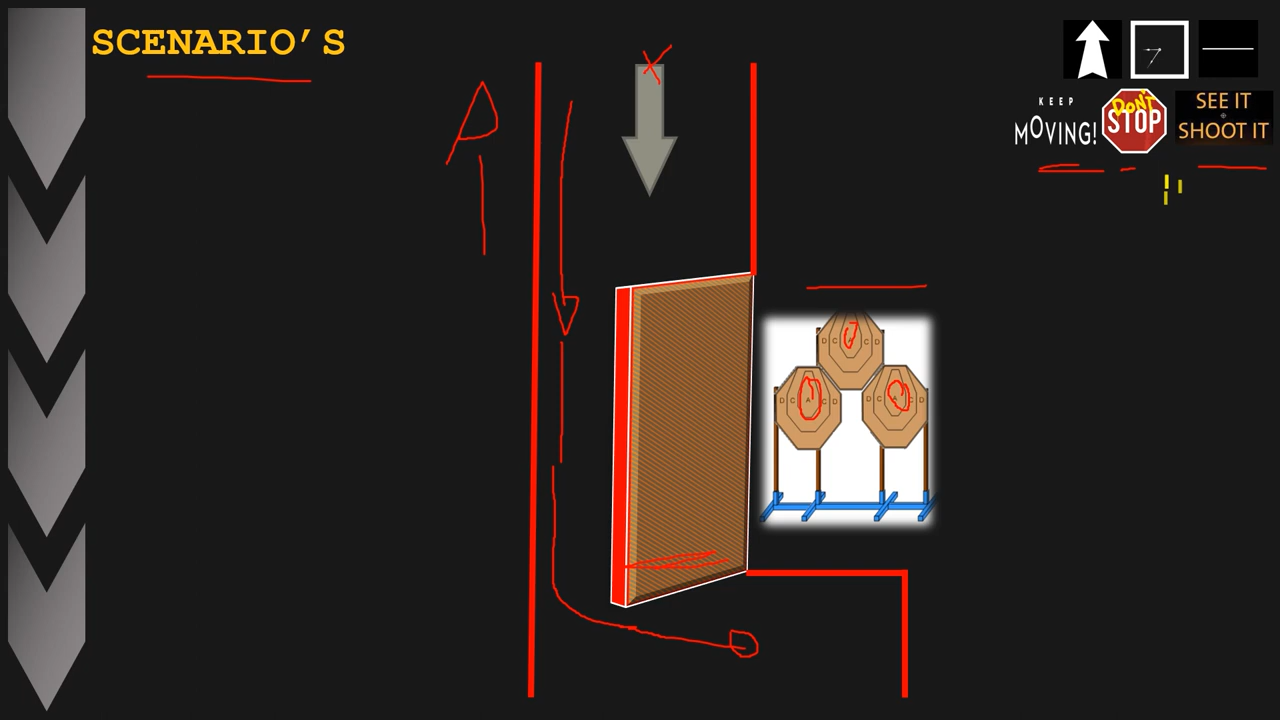 SCENARIO'S
KEEP
MOVING!
DON'T
STOP
SEE IT
SHOOT IT
D C A C D
D C A C D
D C A C D